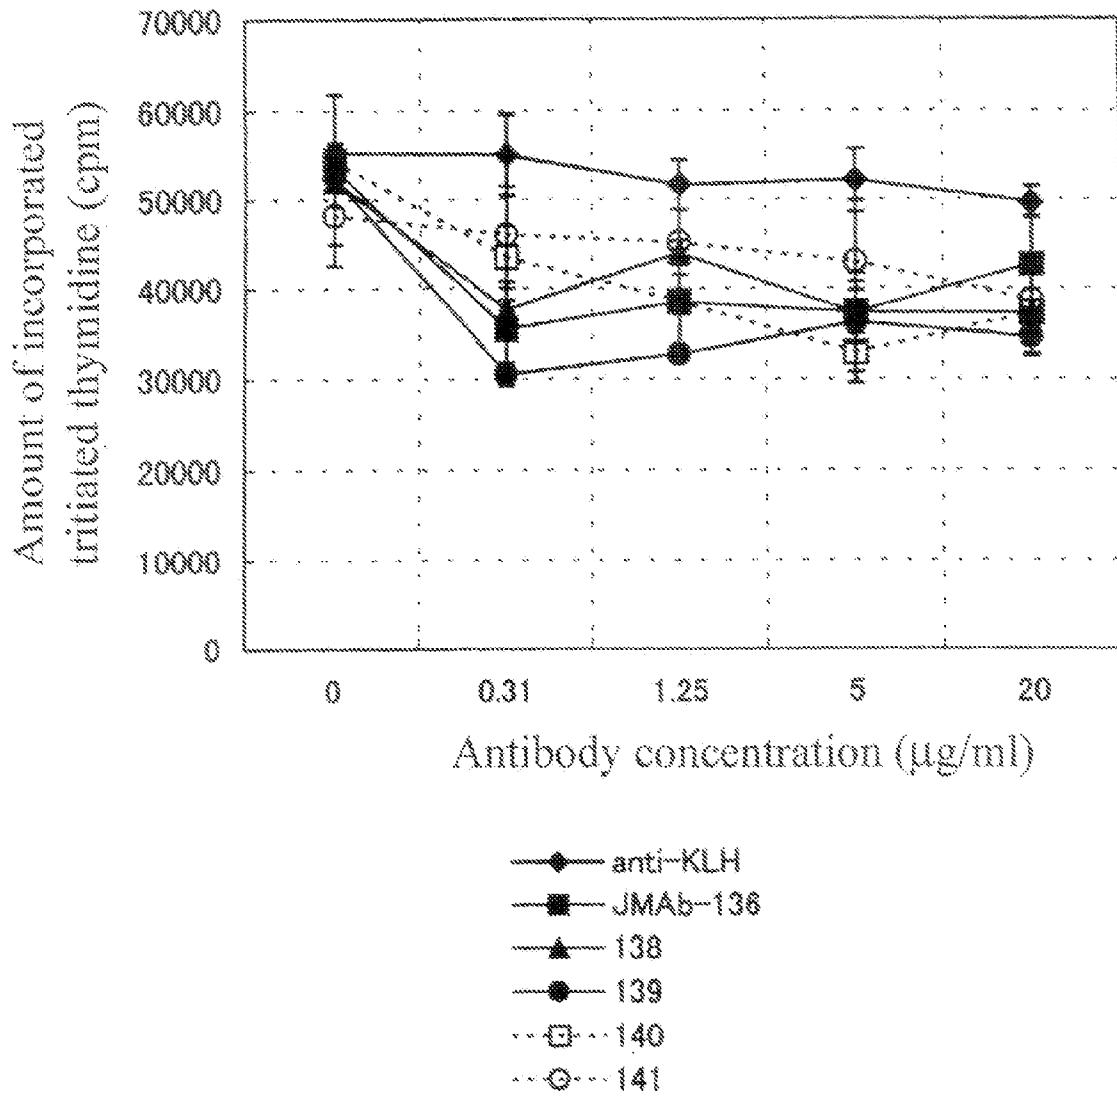 Amount of incorporated
tritiated thymidine (cpm)
70000
60000
50000
40000
30000
20000
10000
0
0 0.31 1.25 5 20
Antibody concentration (μg/ml)
anti-KLH
JMAb-136
138
139
140
141